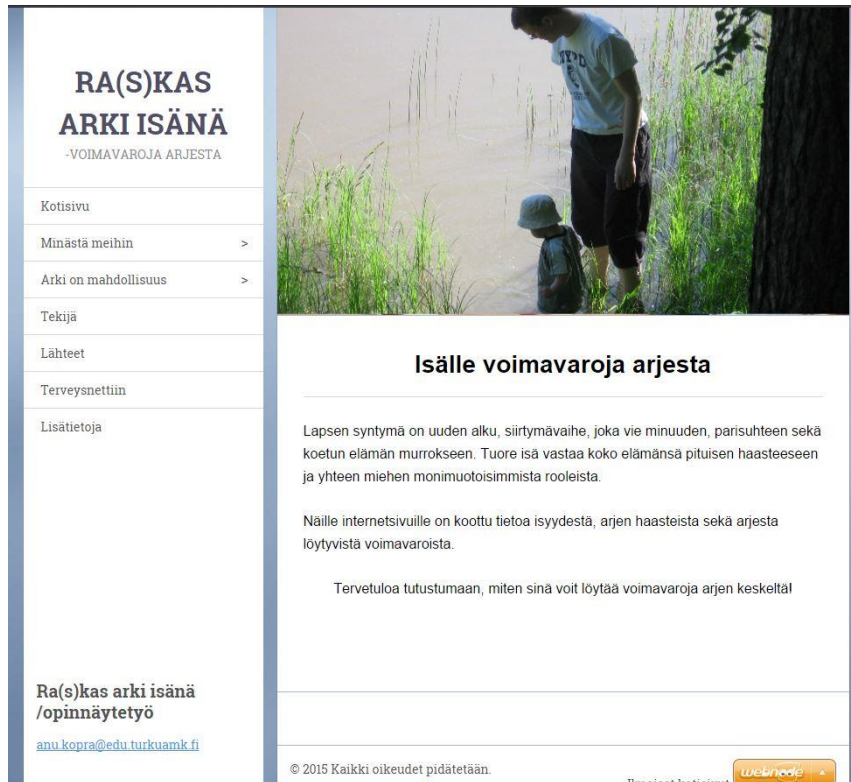 RA(S)KAS
ARKI ISÄNÄ
-VOIMAVAROJA ARJESTA
Kotisivu
Minästä meihin >
Arki on mahdollisuus >
Tekijä
Lähteet
Terveysnettiin
Lisätietoja
Ra(s)kas arki isänä
/opinnäytetyö
anu.kopra@edu.turkuamk.fi
NYPD
Isälle voimavaroja arjesta
Lapsen syntymä on uuden alku, siirtymävaihe, joka vie minuuden, parisuhteen sekä
koetun elämän murrokseen. Tuore isä vastaa koko elämänsä pituisen haasteeseen
ja yhteen miehen monimuotoisimmista rooleista.
Näille internetsivuille on koottu tietoa isyydestä, arjen haasteista sekä arjesta
löytyvistä voimavaroista.
Tervetuloa tutustumaan, miten sinä voit löytää voimavaroja arjen keskeltä!
© 2015 Kaikki oikeudet pidätetään.
Ilmaiset kotisivut webnode